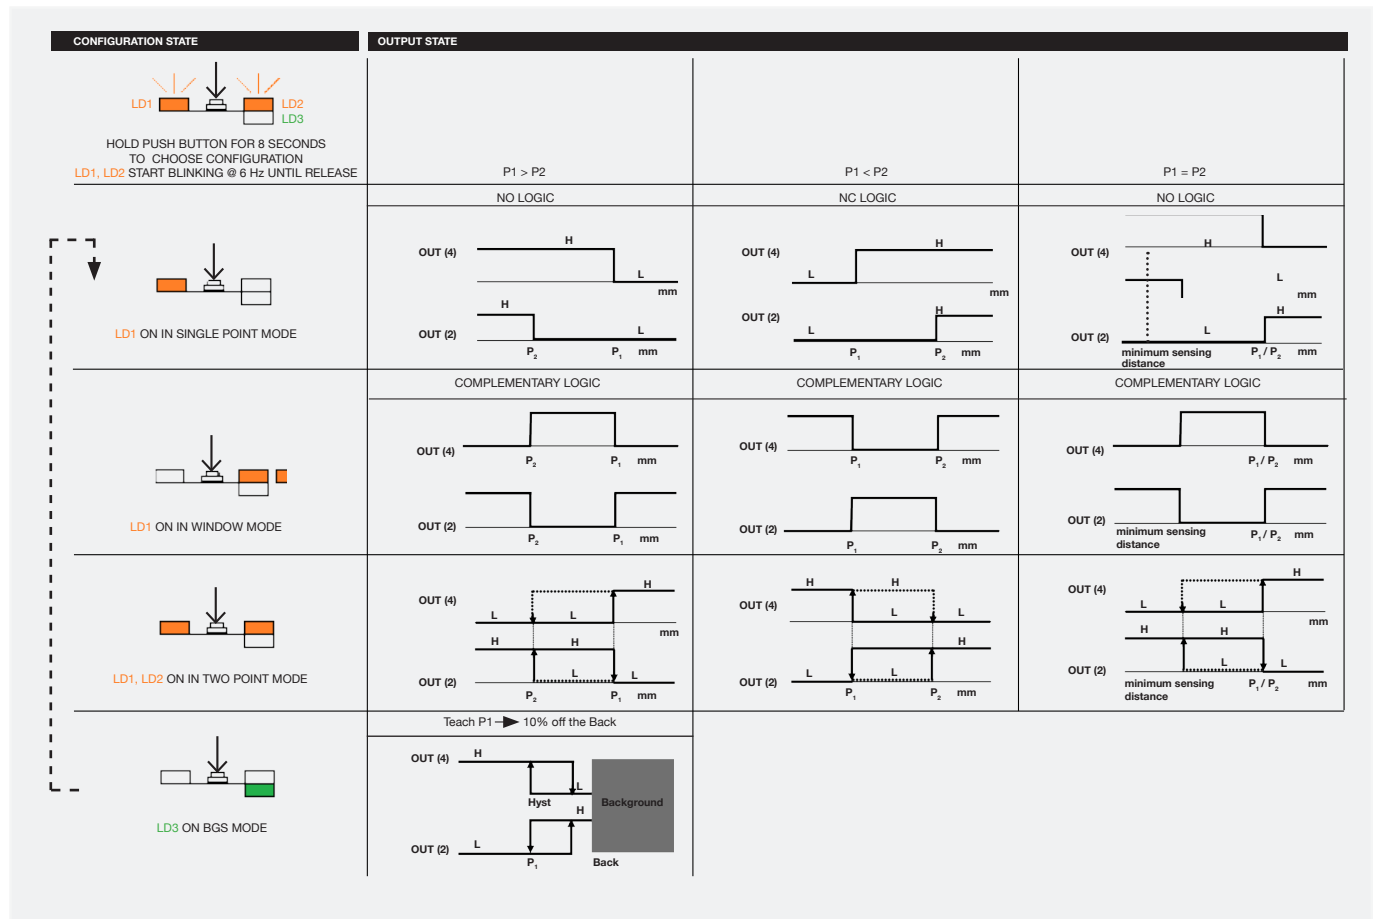 CONFIGURATION STATE
OUTPUT STATE
LD1
LD2
LD3
HOLD PUSH BUTTON FOR 8 SECONDS
TO CHOOSE CONFIGURATION
LD1, LD2 START BLINKING @ 6 Hz UNTIL RELEASE
P1 > P2
P1 < P2
P1 = P2
NO LOGIC
NC LOGIC
NO LOGIC
LD1 ON IN SINGLE POINT MODE
OUT (4)
H
L
mm
H
OUT (2)
L
P2
P1
mm
OUT (4)
H
L
mm
OUT (2)
H
L
P1
P2
mm
OUT (4)
H
L
mm
H
OUT (2)
L
minimum sensing
distance
P1 / P2
mm
COMPLEMENTARY LOGIC
COMPLEMENTARY LOGIC
COMPLEMENTARY LOGIC
LD1 ON IN WINDOW MODE
OUT (4)
P2
P1
mm
OUT (2)
P2
P1
mm
OUT (4)
P1
P2
mm
OUT (2)
P1
P2
mm
OUT (4)
P1 / P2
mm
OUT (2)
minimum sensing
distance
P1 / P2
mm
LD1, LD2 ON IN TWO POINT MODE
OUT (4)
H
L
L
mm
H
H
OUT (2)
L
L
P2
P1
mm
OUT (4)
H
H
L
L
H
OUT (2)
L
L
P1
P2
mm
OUT (4)
H
L
L
mm
H
H
OUT (2)
L
L
minimum sensing
distance
P1 / P2
mm
Teach P1 10% off the Back
LD3 ON BGS MODE
OUT (4)
H
L
Hyst
Background
H
OUT (2)
L
P1
Back